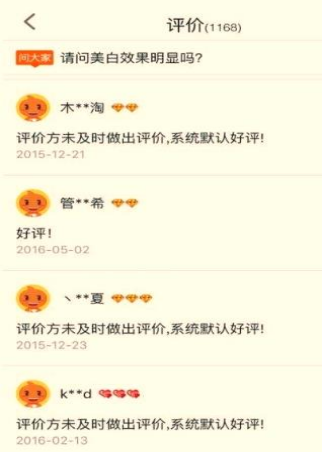 评价(1168)
问大家 请问美白效果明显吗?
木**淘
评价方未及时做出评价,系统默认好评!
2015-12-21
管**希
好评!
2016-05-02
丶**夏
评价方未及时做出评价,系统默认好评!
2015-12-23
k**d
评价方未及时做出评价,系统默认好评!
2016-02-13